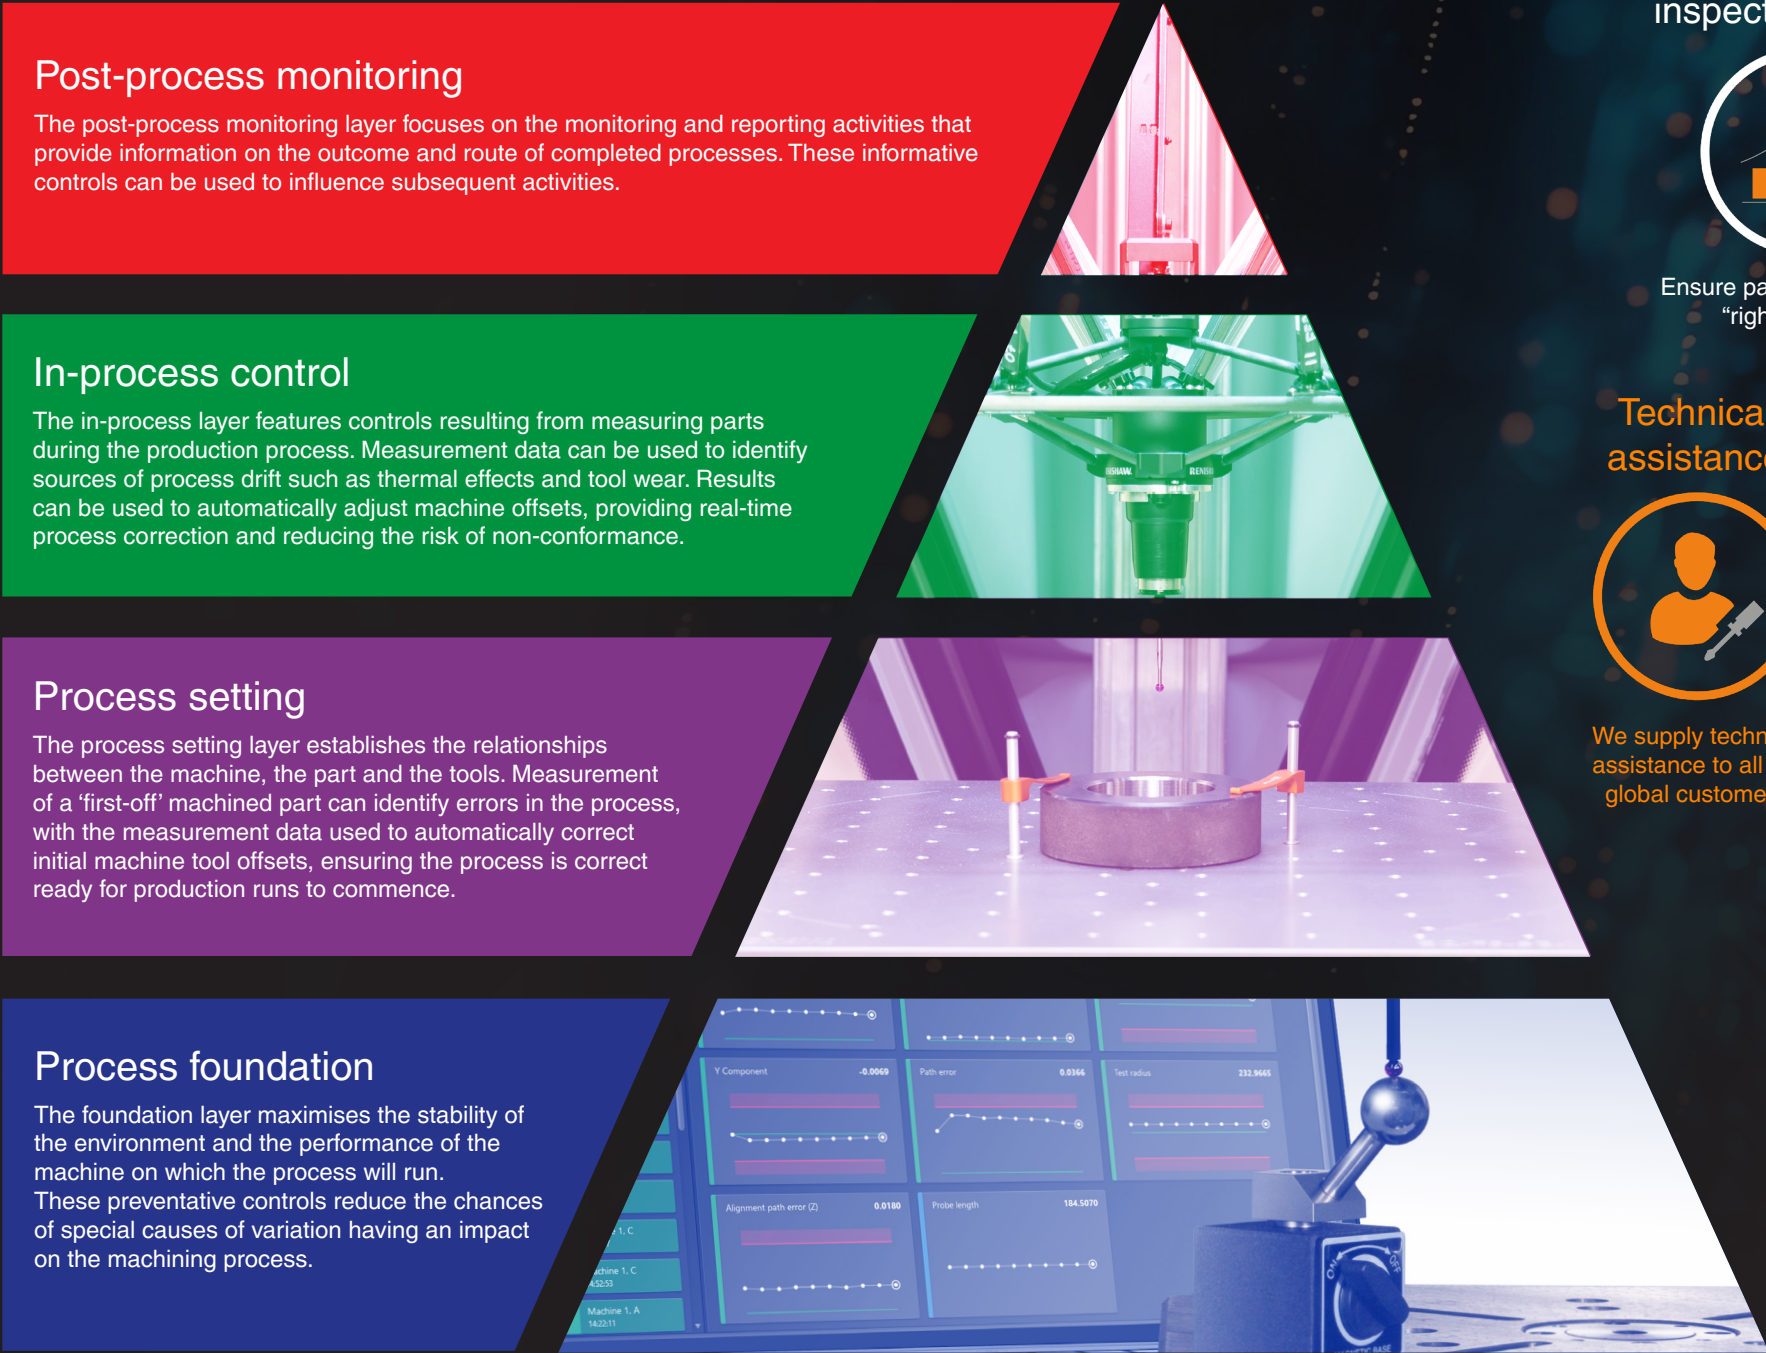 Post-process monitoring
The post-process monitoring layer focuses on the monitoring and reporting activities that
provide information on the outcome and route of completed processes. These informative
controls can be used to influence subsequent activities.
In-process control
The in-process layer features controls resulting from measuring parts
during the production process. Measurement data can be used to identify
sources of process drift such as thermal effects and tool wear. Results
can be used to automatically adjust machine offsets, providing real-time
process correction and reducing the risk of non-conformance.
RENISH
Process setting
The process setting layer establishes the relationships
between the machine, the part and the tools. Measurement
of a ‘first-off’ machined part can identify errors in the process,
with the measurement data used to automatically correct
initial machine tool offsets, ensuring the process is correct
ready for production runs to commence.
Process foundation
The foundation layer maximises the stability of
the environment and the performance of the
machine on which the process will run.
These preventative controls reduce the chances
of special causes of variation having an impact
on the machining process.
Y Component -0.0069
Path error 0.0366
Test radius 232.9665
Alignment path error (Z) 0.0180
Probe length 184.5070
1, C
chine 1, C
4:52:53
Machine 1, A
14:22:11
ON OFF
BASE
inspect
Ensure pa
“righ
Technica
assistance
We supply techn
assistance to all
global custome